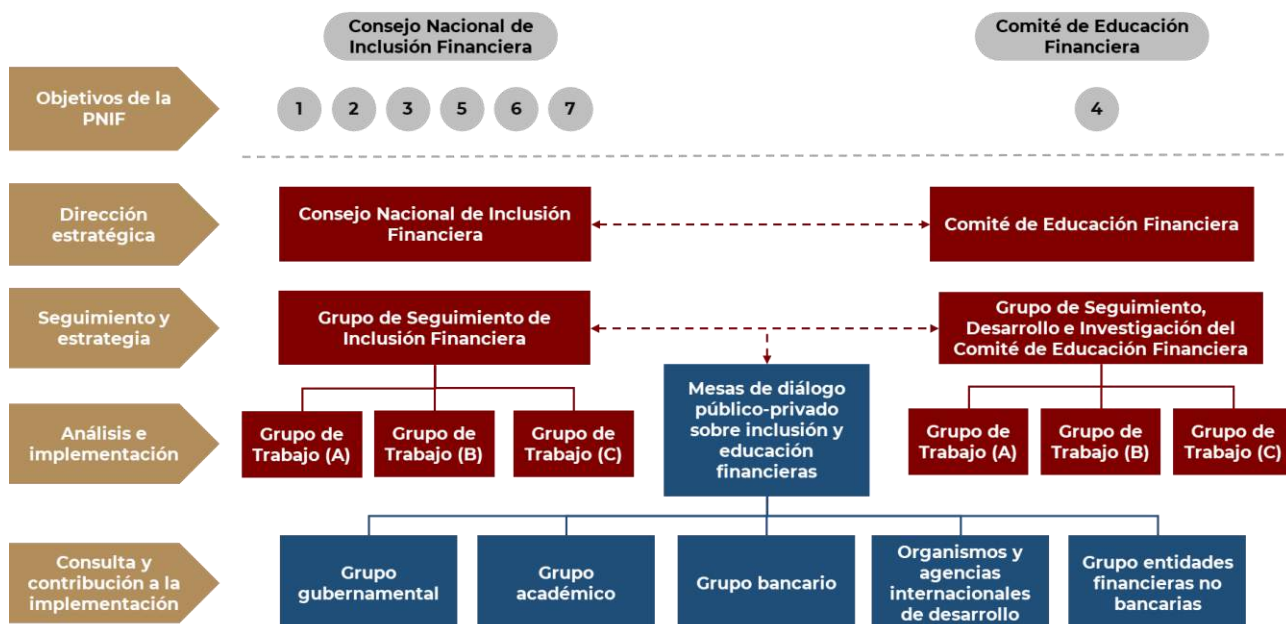 Consejo Nacional de
Inclusión Financiera
Comité de Educación
Financiera
Objetivos de la
PNIF
1
2
3
5
6
7
4
Dirección
estratégica
Consejo Nacional de Inclusión
Financiera
Comité de Educación Financiera
Seguimiento y
estrategia
Grupo de Seguimiento de
Inclusión Financiera
Grupo de Seguimiento,
Desarrollo e Investigación del
Comité de Educación Financiera
Análisis e
implementación
Grupo de
Trabajo (A)
Grupo de
Trabajo (B)
Grupo de
Trabajo (C)
Mesas de diálogo
público-privado
sobre inclusión y
educación
financieras
Grupo de
Trabajo (A)
Grupo de
Trabajo (B)
Grupo de
Trabajo (C)
Consulta y
contribución a la
implementación
Grupo
gubernamental
Grupo
académico
Grupo bancario
Organismos y
agencias
internacionales
de desarrollo
Grupo entidades
financieras no
bancarias